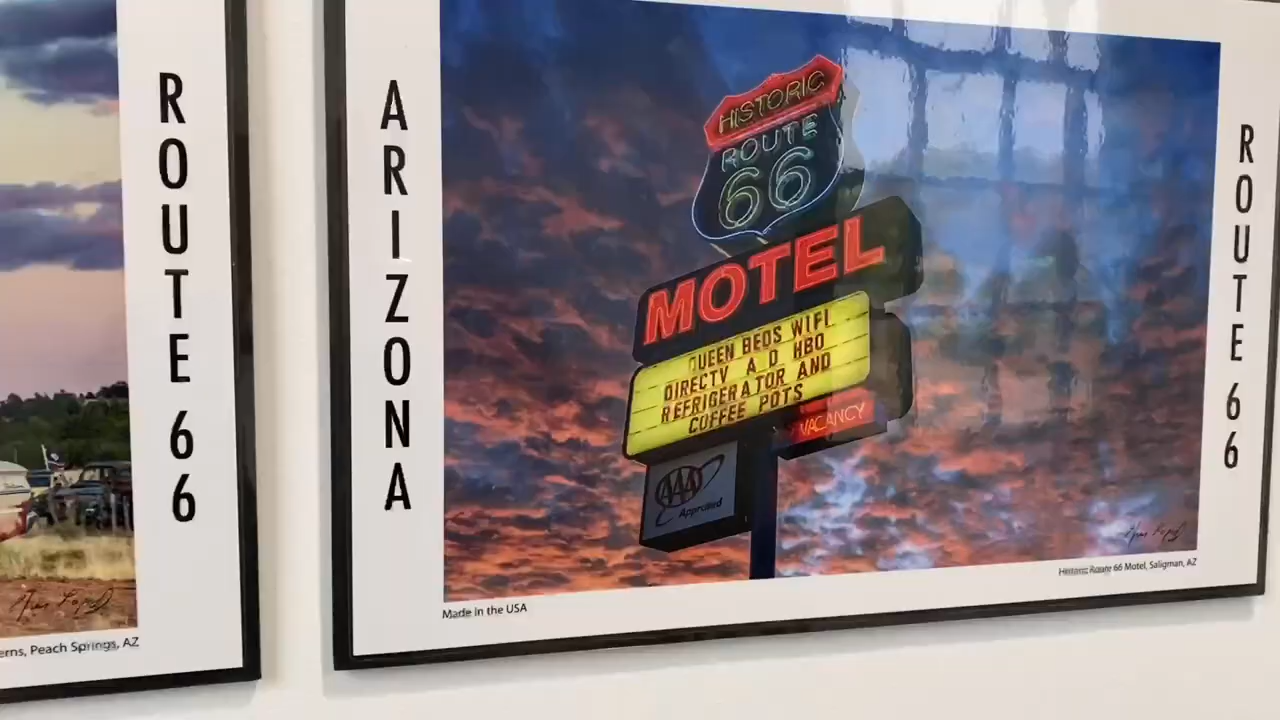 ROUTE 66
erns, Peach Springs, AZ
ARIZONA
HISTORIC
ROUTE
66
MOTEL
QUEEN BEDS WIFI
DIRECTV A D HBO
REFRIGERATOR AND
COFFEE POTS
VACANCY
AAA
Approved
ROUTE 66
Made in the USA
Historic Route 66 Motel, Saligman, AZ